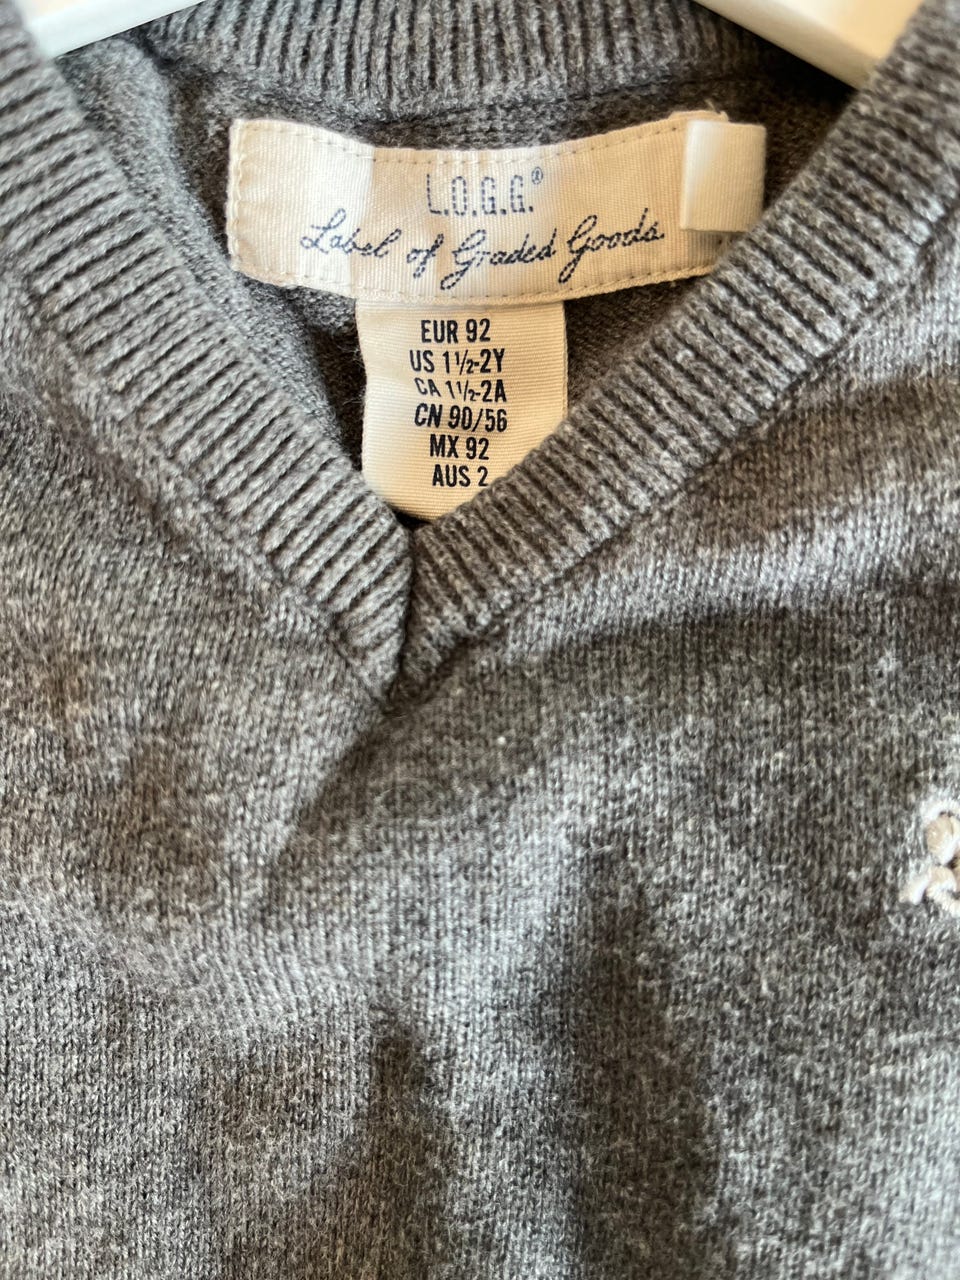 L.O.G.G.®
Label of Graded Goods
EUR 92
US 1½-2Y
CA 1½-2A
CN 90/56
MX 92
AUS 2